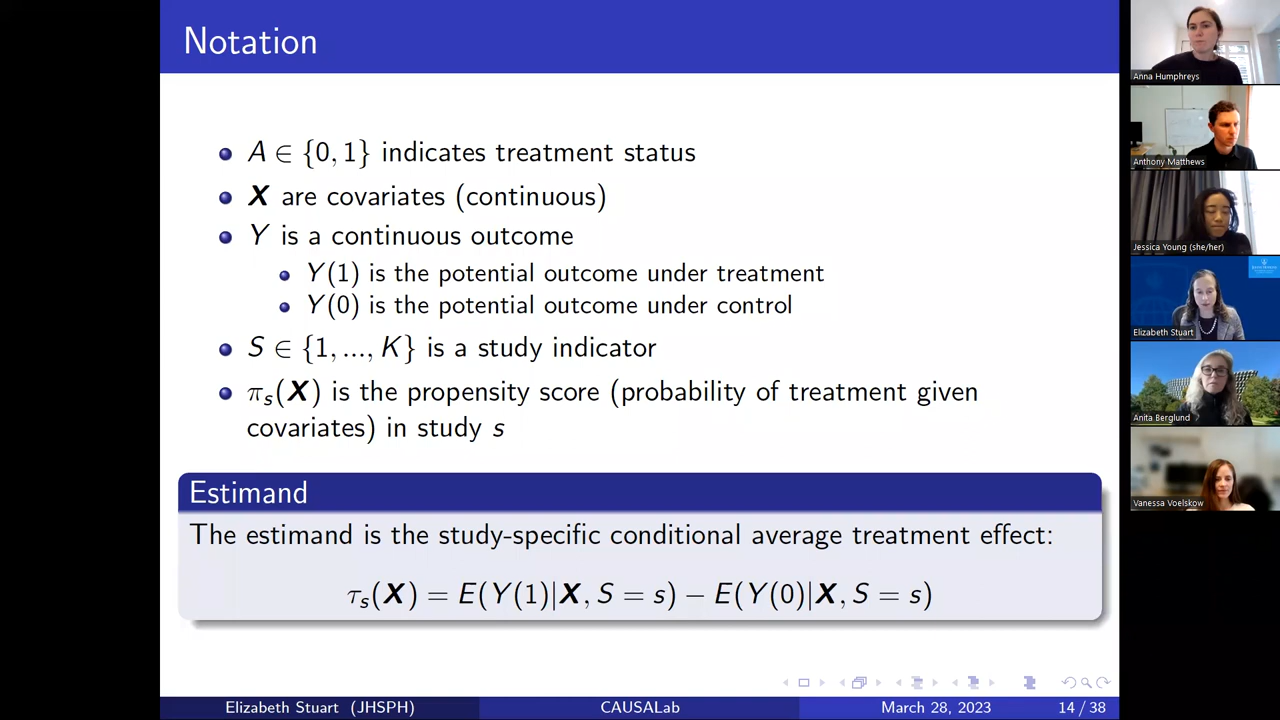 Notation
A ∈ {0, 1} indicates treatment status
X are covariates (continuous)
Y is a continuous outcome
Y(1) is the potential outcome under treatment
Y(0) is the potential outcome under control
S ∈ {1, ..., K} is a study indicator
πₛ(X) is the propensity score (probability of treatment given
covariates) in study s
Estimand
The estimand is the study-specific conditional average treatment effect:
τₛ(X) = E(Y(1)|X, S = s) − E(Y(0)|X, S = s)
Elizabeth Stuart (JHSPH)
CAUSALab
March 28, 2023
14 / 38
Anna Humphreys
Anthony Matthews
Jessica Young (she/her)
Elizabeth Stuart
Anita Berglund
Vanessa Voelskow